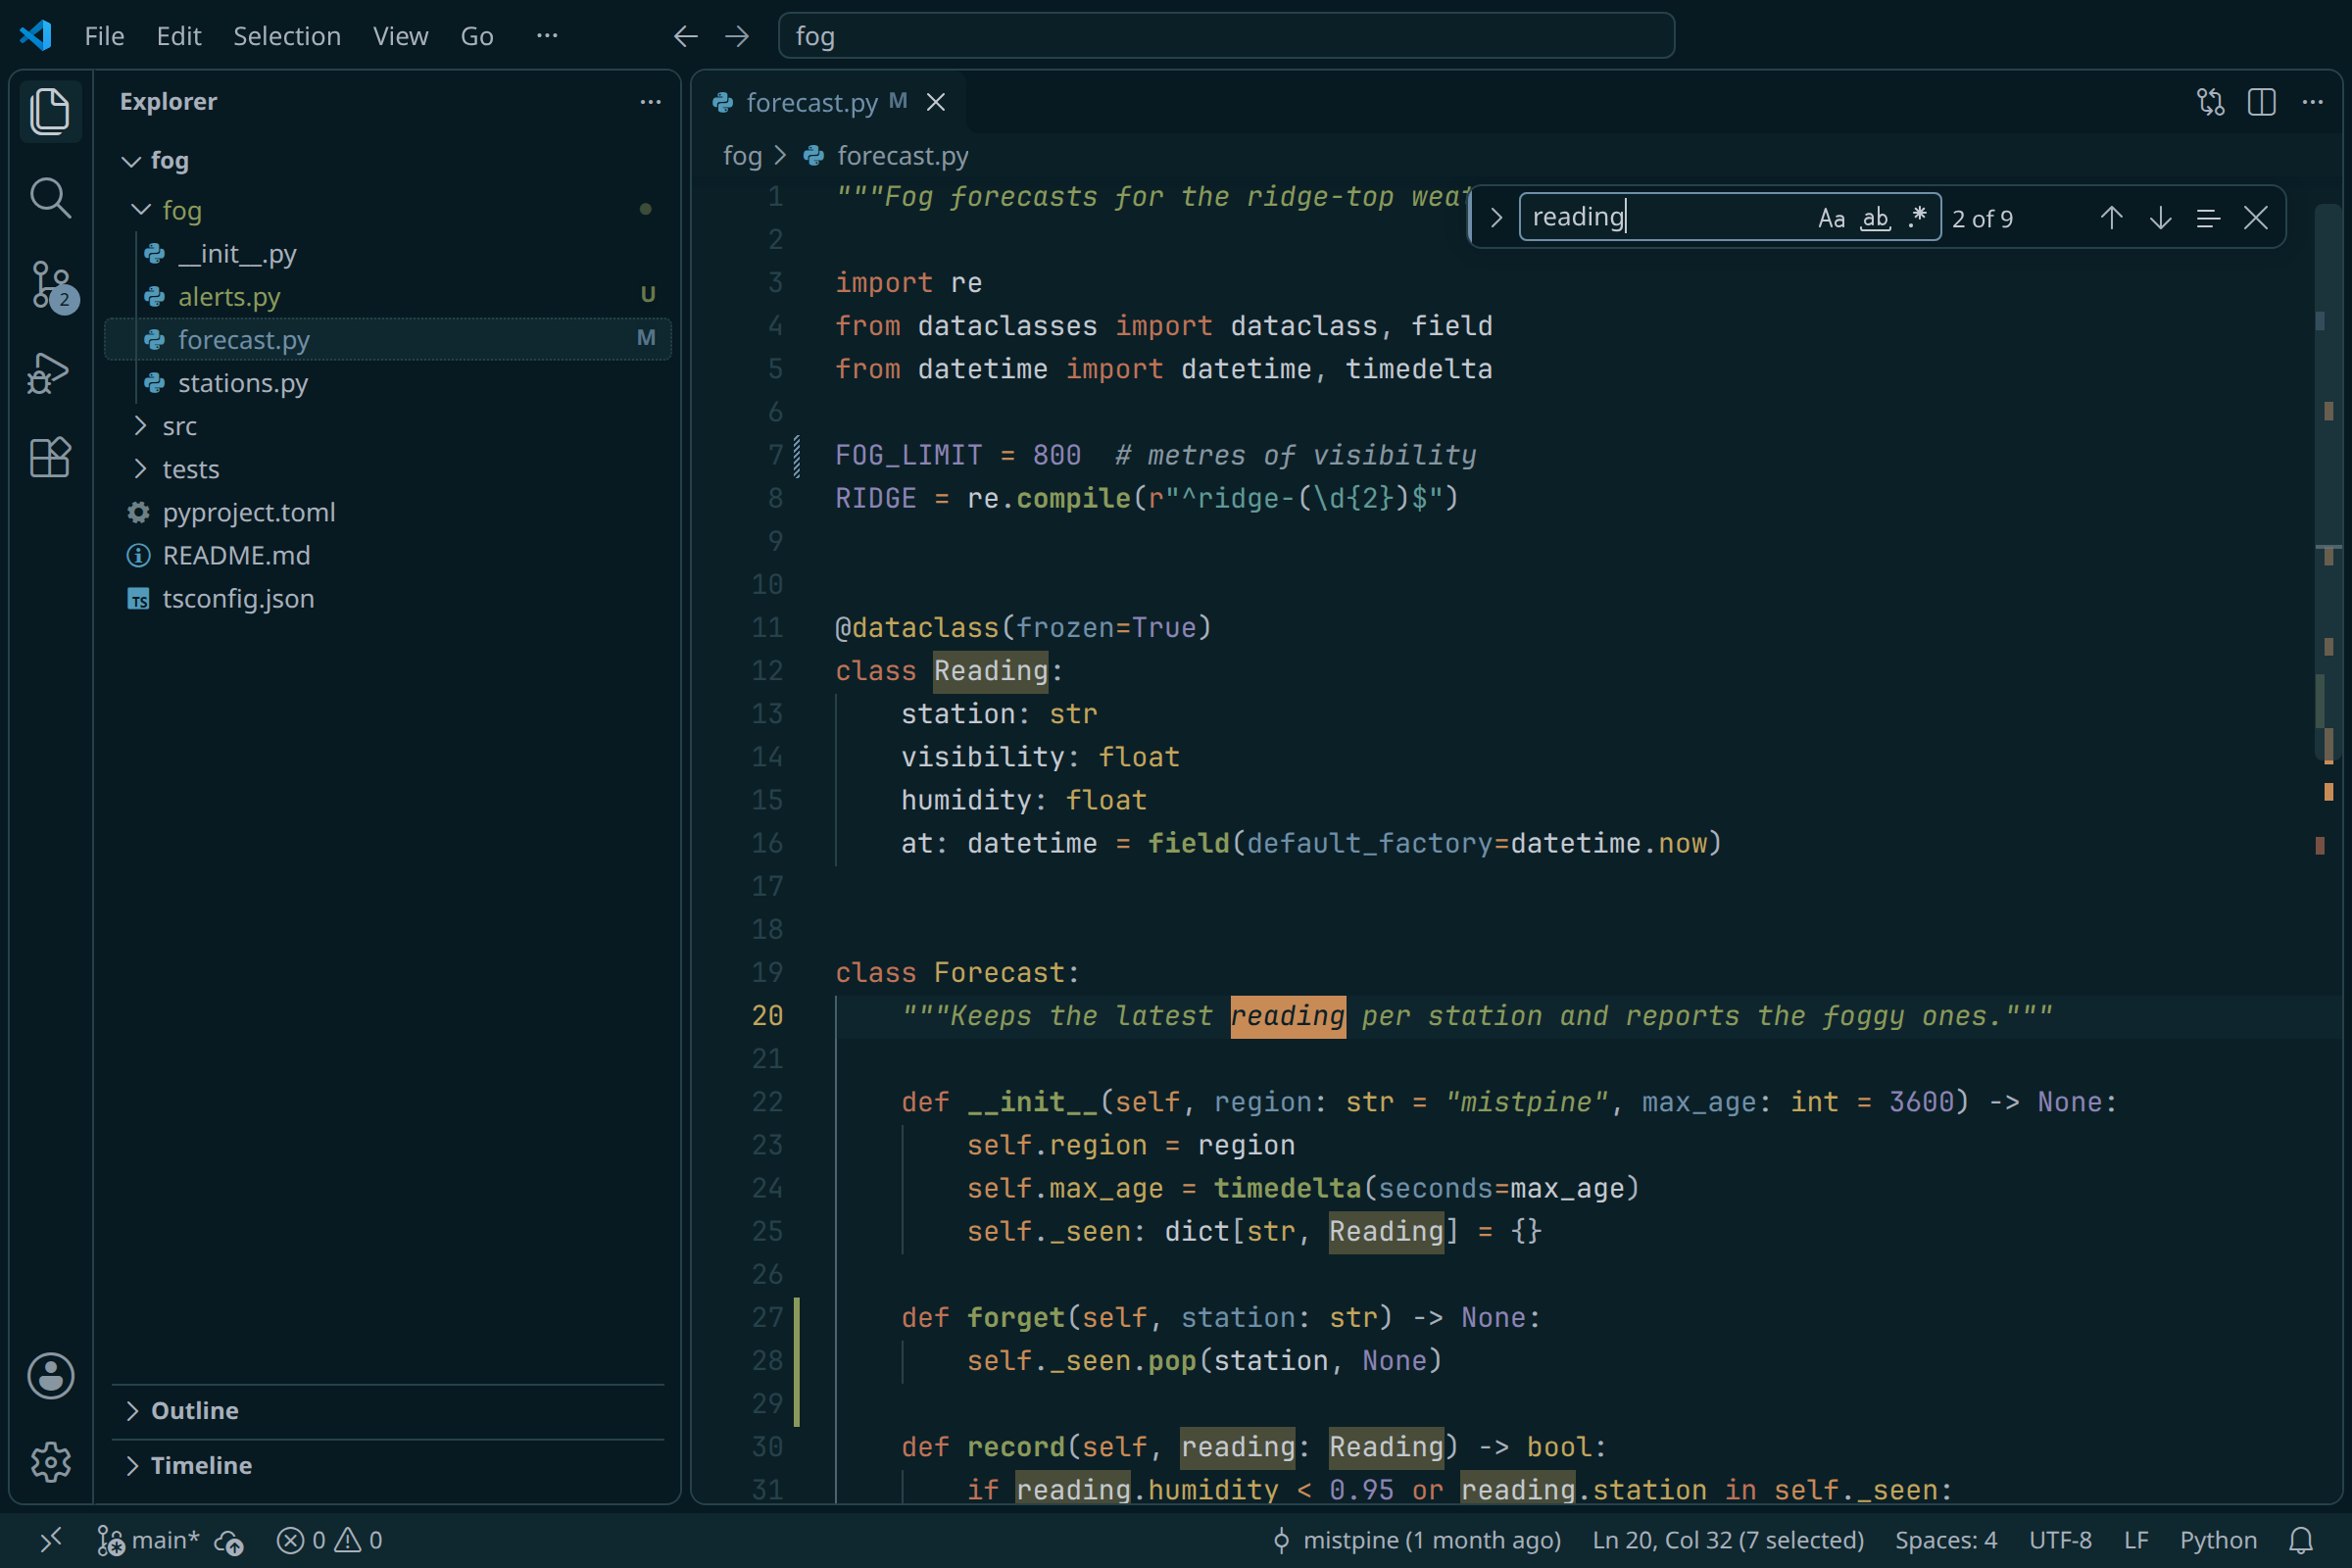 File Edit Selection View Go ···
fog
Explorer ···
fog
fog
__init__.py
alerts.py U
forecast.py M
stations.py
src
tests
pyproject.toml
README.md
TS tsconfig.json
2
Outline
Timeline
forecast.py M
fog > forecast.py
reading Aa ab .* 2 of 9
1 """Fog forecasts for the ridge-top weat
2
3 import re
4 from dataclasses import dataclass, field
5 from datetime import datetime, timedelta
6
7 FOG_LIMIT = 800  # metres of visibility
8 RIDGE = re.compile(r"^ridge-(\d{2})$")
9
10
11 @dataclass(frozen=True)
12 class Reading:
13     station: str
14     visibility: float
15     humidity: float
16     at: datetime = field(default_factory=datetime.now)
17
18
19 class Forecast:
20     """Keeps the latest reading per station and reports the foggy ones."""
21
22     def __init__(self, region: str = "mistpine", max_age: int = 3600) -> None:
23         self.region = region
24         self.max_age = timedelta(seconds=max_age)
25         self._seen: dict[str, Reading] = {}
26
27     def forget(self, station: str) -> None:
28         self._seen.pop(station, None)
29
30     def record(self, reading: Reading) -> bool:
31         if reading.humidity < 0.95 or reading.station in self._seen:
main* 0 0 mistpine (1 month ago) Ln 20, Col 32 (7 selected) Spaces: 4 UTF-8 LF Python